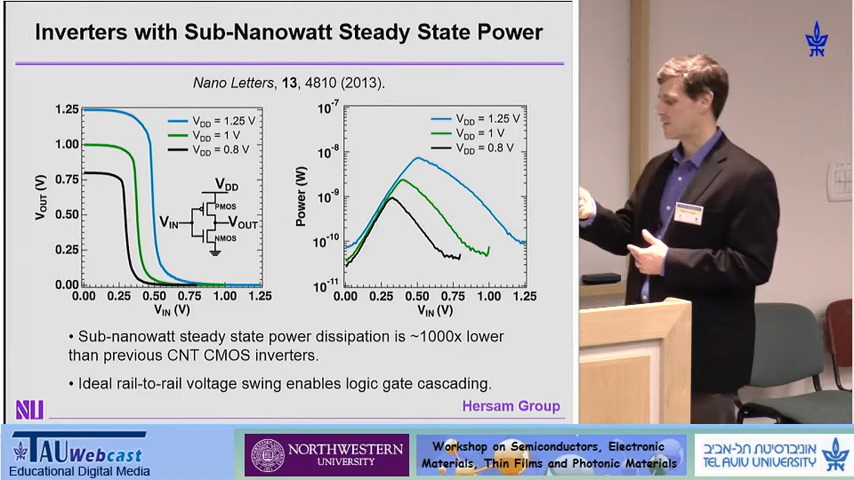 Inverters with Sub-Nanowatt Steady State Power
Nano Letters, 13, 4810 (2013).
1.25
1.00
0.75
0.50
0.25
0.00
VOUT (V)
VDD = 1.25 V
VDD = 1 V
VDD = 0.8 V
VDD
PMOS
VIN
VOUT
NMOS
0.00 0.25 0.50 0.75 1.00 1.25
VIN (V)
10-7
10-8
10-9
10-10
10-11
Power (W)
VDD = 1.25 V
VDD = 1 V
VDD = 0.8 V
0.00 0.25 0.50 0.75 1.00 1.25
VIN (V)
• Sub-nanowatt steady state power dissipation is ~1000x lower
than previous CNT CMOS inverters.
• Ideal rail-to-rail voltage swing enables logic gate cascading.
NU
Hersam Group
TAU Webcast
Educational Digital Media
NORTHWESTERN
UNIVERSITY
Workshop on Semiconductors, Electronic
Materials, Thin Films and Photonic Materials
אוניברסיטת תל-אביב
TEL AVIV UNIVERSITY